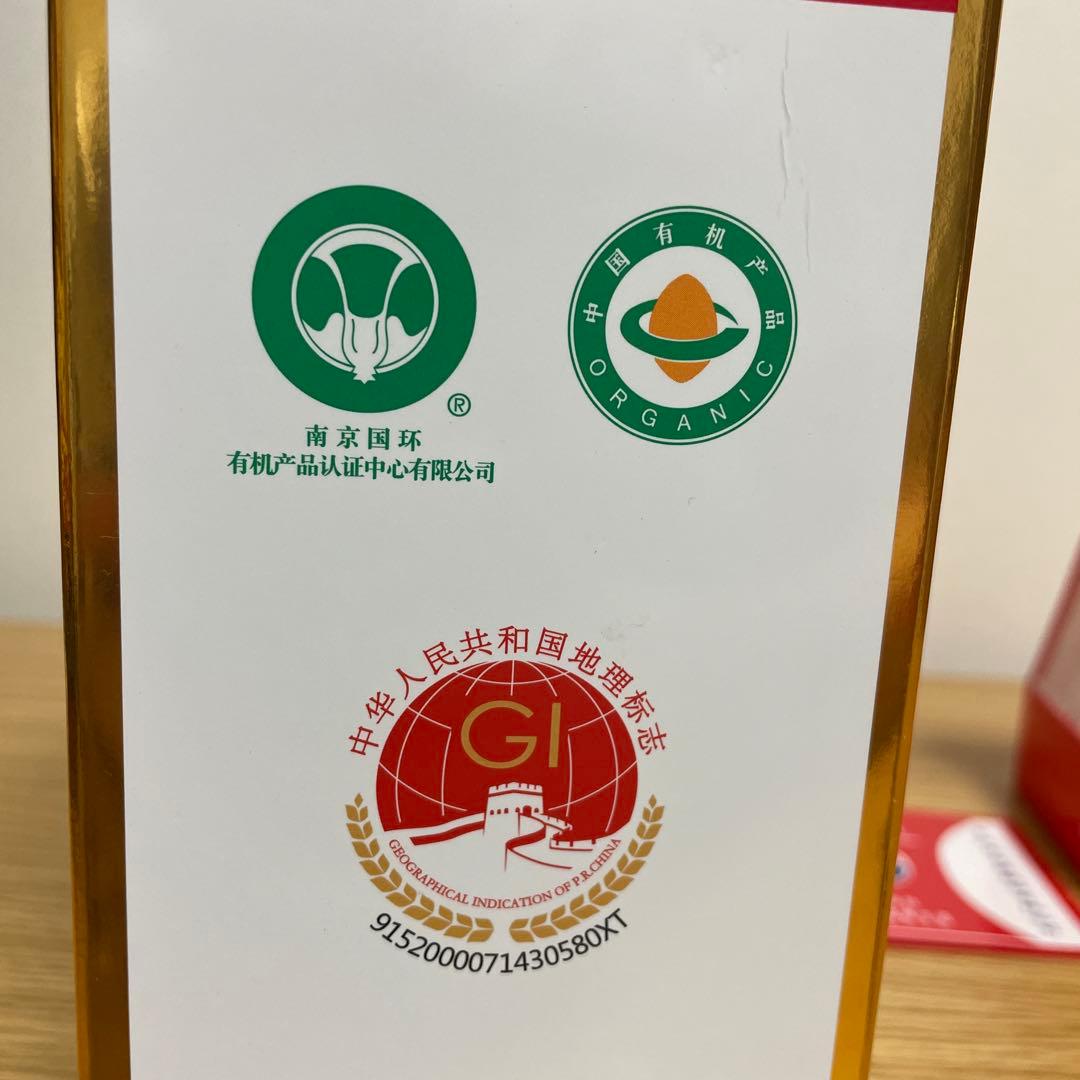 ®
南京国环
有机产品认证中心有限公司
中国有机产品
ORGANIC
中华人民共和国地理标志
GI
GEOGRAPHICAL INDICATION OF P.R.CHINA
9152000071430580XT